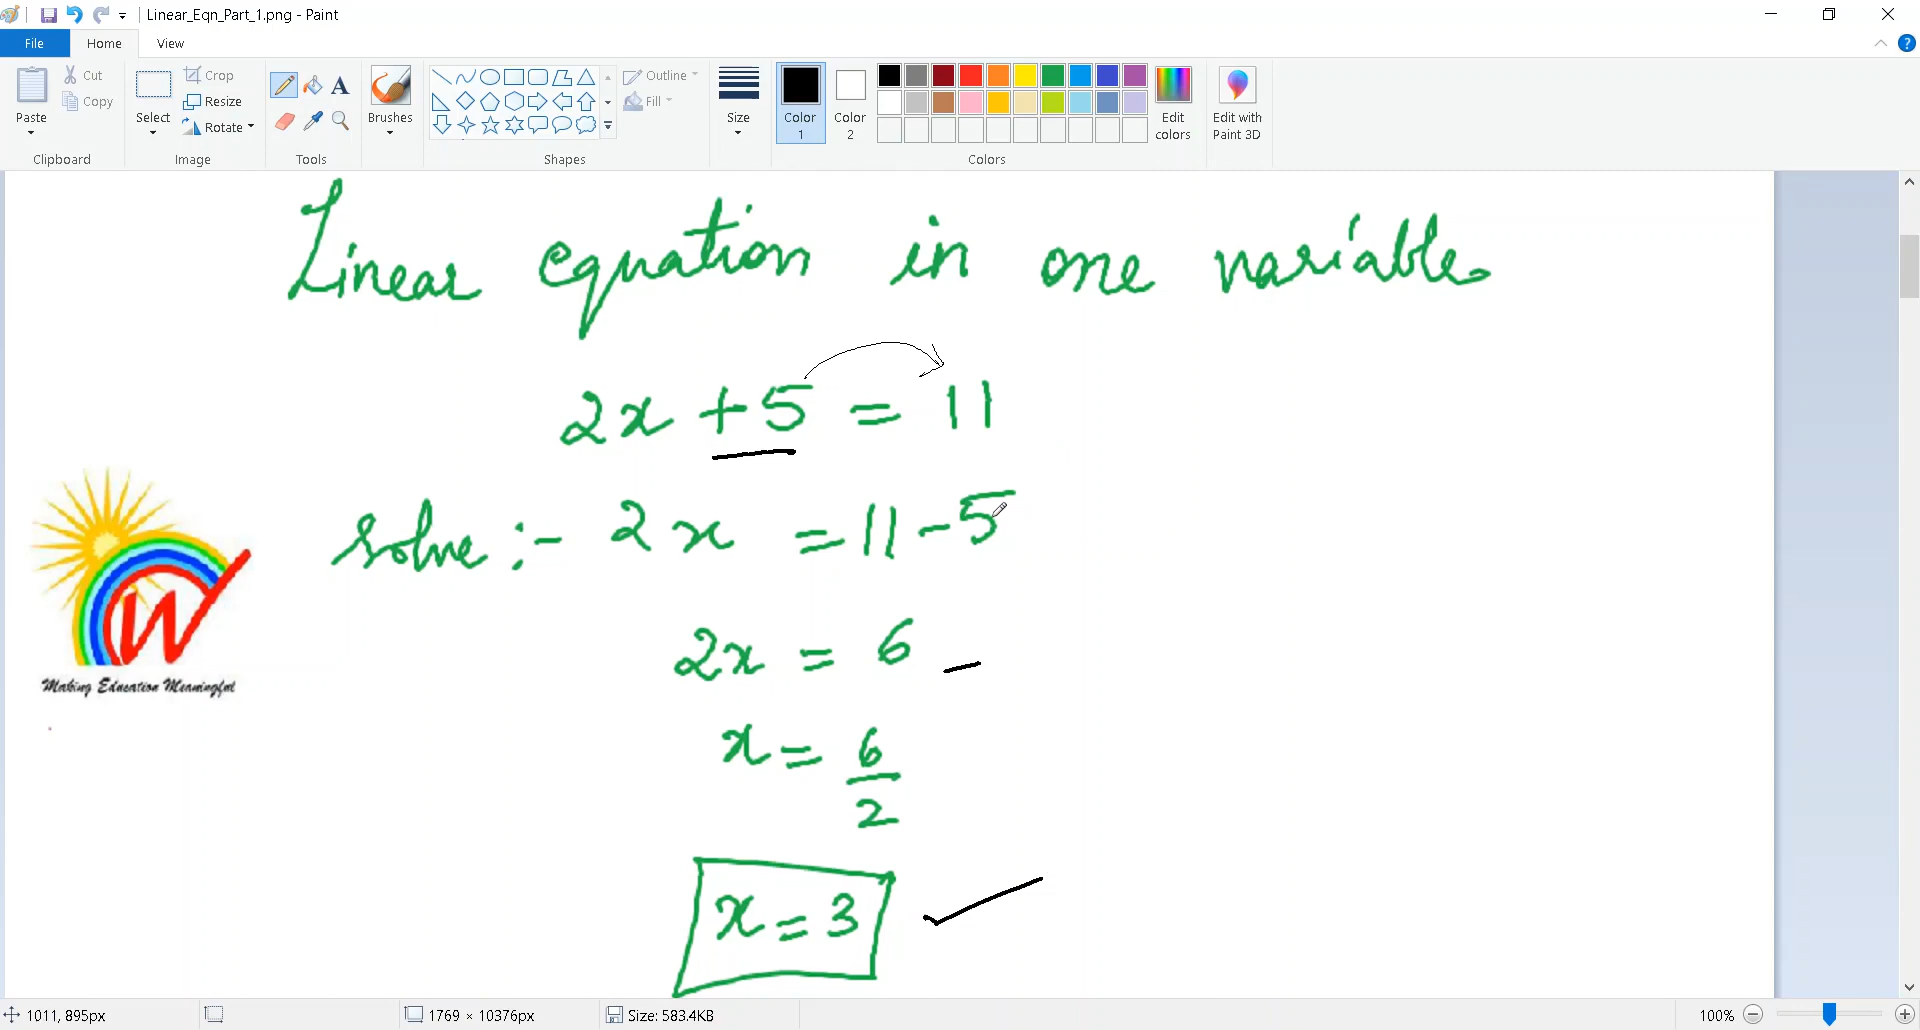 Linear_Eqn_Part_1.png - Paint
File Home View
Paste Cut Copy Clipboard
Select Crop Resize Rotate Image
Tools
Brushes
Outline Fill Shapes
Size
Color 1 Color 2 Edit colors Colors
Edit with Paint 3D
Linear equation in one variable
2x + 5 = 11
solve :- 2x = 11 - 5
2x = 6
x = 6/2
x = 3
W
Making Education Meaningful
1011, 895px 1769 × 10376px Size: 583.4KB 100%